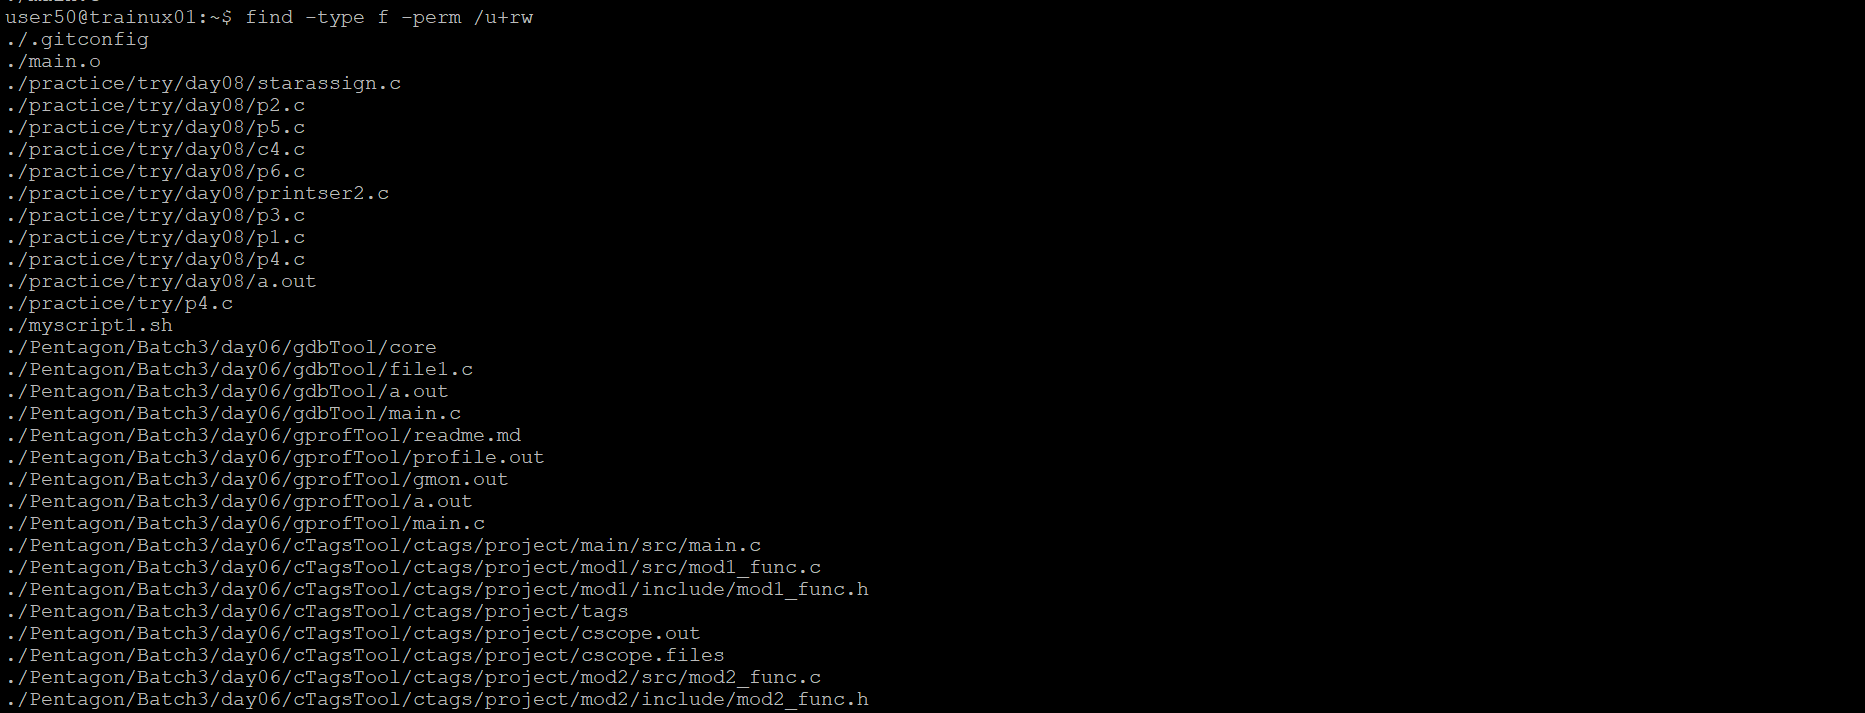 user50@trainux01:~$ find -type f -perm /u+rw
./.gitconfig
./main.o
./practice/try/day08/starassign.c
./practice/try/day08/p2.c
./practice/try/day08/p5.c
./practice/try/day08/c4.c
./practice/try/day08/p6.c
./practice/try/day08/printser2.c
./practice/try/day08/p3.c
./practice/try/day08/p1.c
./practice/try/day08/p4.c
./practice/try/day08/a.out
./practice/try/p4.c
./myscript1.sh
./Pentagon/Batch3/day06/gdbTool/core
./Pentagon/Batch3/day06/gdbTool/file1.c
./Pentagon/Batch3/day06/gdbTool/a.out
./Pentagon/Batch3/day06/gdbTool/main.c
./Pentagon/Batch3/day06/gprofTool/readme.md
./Pentagon/Batch3/day06/gprofTool/profile.out
./Pentagon/Batch3/day06/gprofTool/gmon.out
./Pentagon/Batch3/day06/gprofTool/a.out
./Pentagon/Batch3/day06/gprofTool/main.c
./Pentagon/Batch3/day06/cTagsTool/ctags/project/main/src/main.c
./Pentagon/Batch3/day06/cTagsTool/ctags/project/mod1/src/mod1_func.c
./Pentagon/Batch3/day06/cTagsTool/ctags/project/mod1/include/mod1_func.h
./Pentagon/Batch3/day06/cTagsTool/ctags/project/tags
./Pentagon/Batch3/day06/cTagsTool/ctags/project/cscope.out
./Pentagon/Batch3/day06/cTagsTool/ctags/project/cscope.files
./Pentagon/Batch3/day06/cTagsTool/ctags/project/mod2/src/mod2_func.c
./Pentagon/Batch3/day06/cTagsTool/ctags/project/mod2/include/mod2_func.h